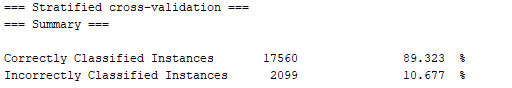 === Stratified cross-validation ===
=== Summary ===
Correctly Classified Instances 17560 89.323 %
Incorrectly Classified Instances 2099 10.677 %